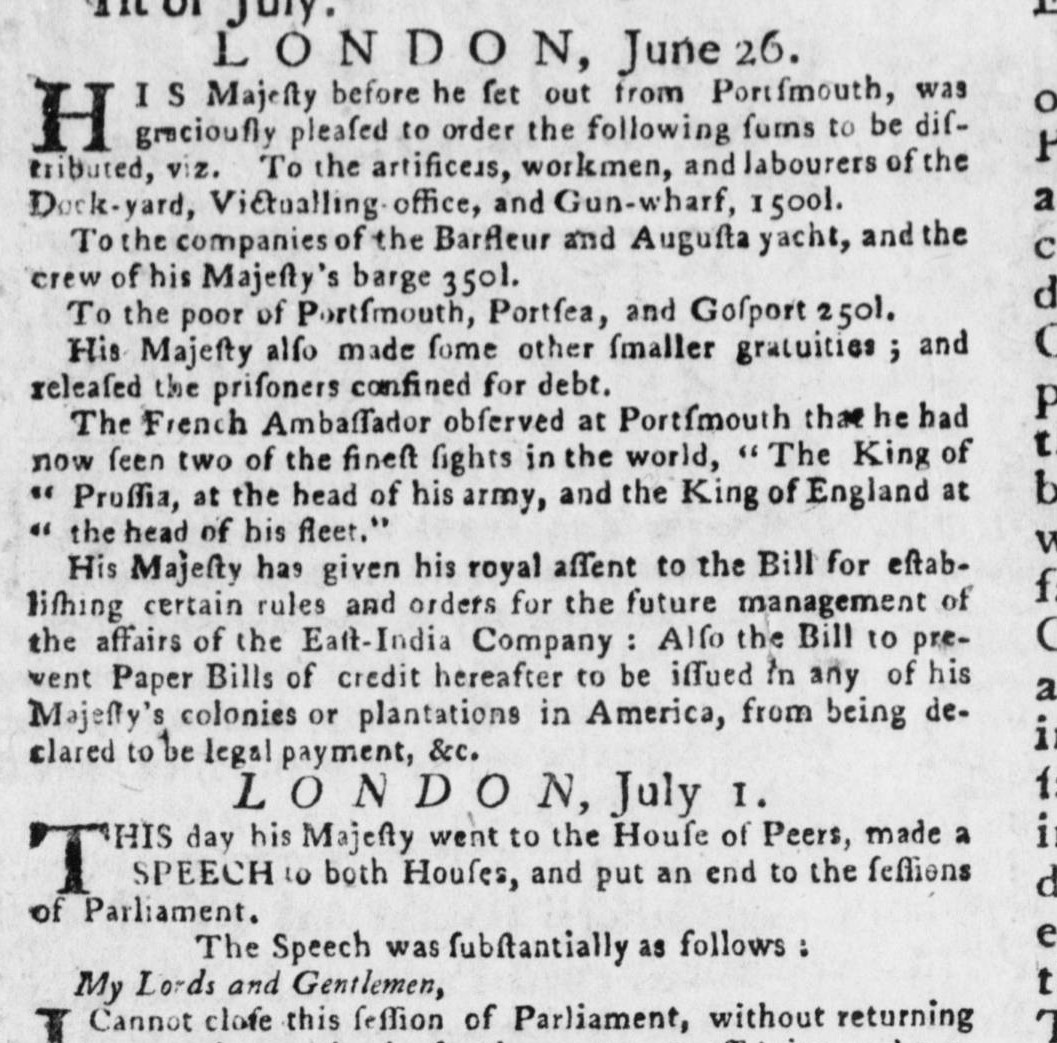 of July.
LONDON, June 26.
HIS Majeſty before he ſet out from Portſmouth, was
graciouſly pleaſed to order the following ſums to be diſ-
tributed, viz. To the artificers, workmen, and labourers of the
Dock-yard, Victualling-office, and Gun-wharf, 1500l.
To the companies of the Barfleur and Auguſta yacht, and the
crew of his Majeſty's barge 350l.
To the poor of Portſmouth, Portſea, and Goſport 250l.
His Majeſty alſo made ſome other ſmaller gratuities ; and
releaſed the priſoners confined for debt.
The French Ambaſſador obſerved at Portſmouth that he had
now ſeen two of the fineſt ſights in the world, “ The King of
“ Pruſſia, at the head of his army, and the King of England at
“ the head of his fleet.”
His Majeſty has given his royal aſſent to the Bill for eſtab-
liſhing certain rules and orders for the future management of
the affairs of the Eaſt-India Company : Alſo the Bill to pre-
vent Paper Bills of credit hereafter to be iſſued in any of his
Majeſty's colonies or plantations in America, from being de-
clared to be legal payment, &c.
LONDON, July 1.
THIS day his Majeſty went to the Houſe of Peers, made a
SPEECH to both Houſes, and put an end to the ſeſſions
of Parliament.
The Speech was ſubſtantially as follows :
My Lords and Gentlemen,
I Cannot cloſe this ſeſſion of Parliament, without returning